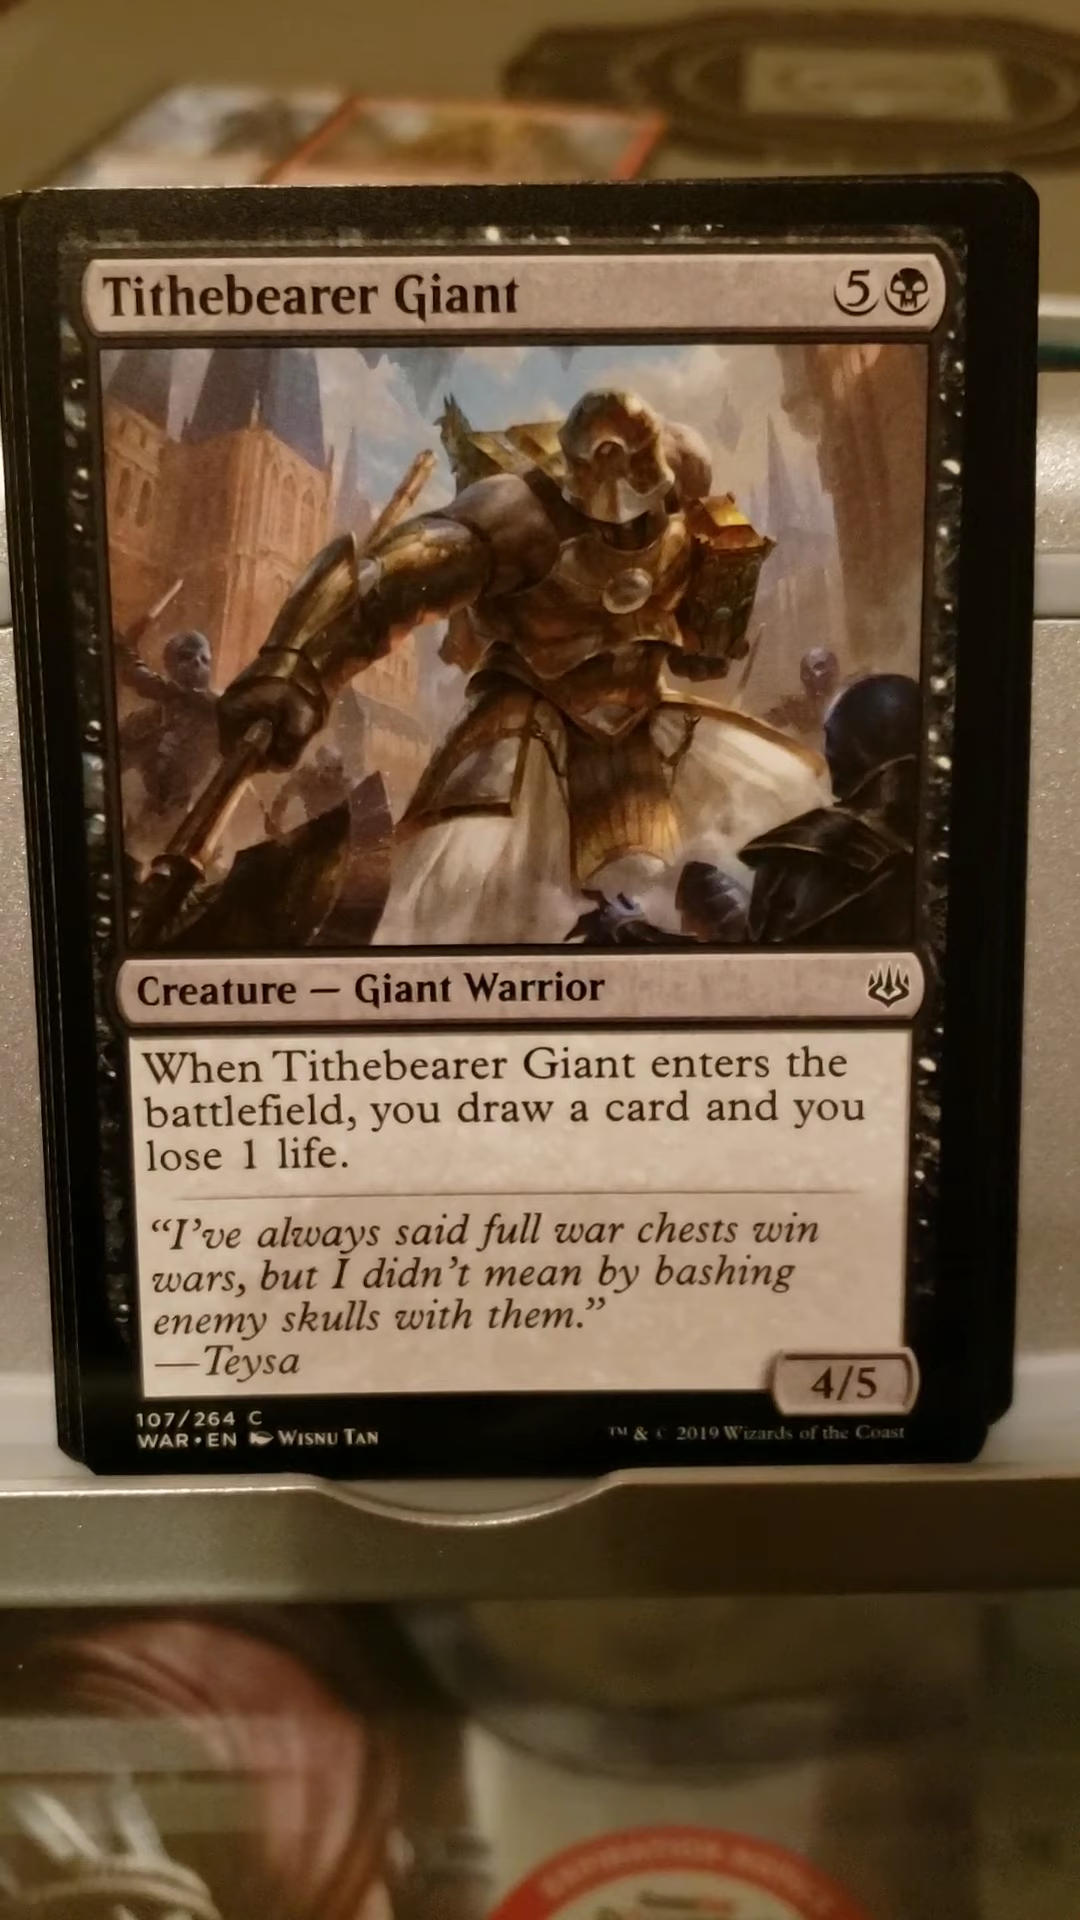 Tithebearer Giant 5
Creature — Giant Warrior
When Tithebearer Giant enters the
battlefield, you draw a card and you
lose 1 life.
“I’ve always said full war chests win
wars, but I didn’t mean by bashing
enemy skulls with them.”
—Teysa
4/5
107/264 C
WAR • EN Wisnu Tan
™ & © 2019 Wizards of the Coast